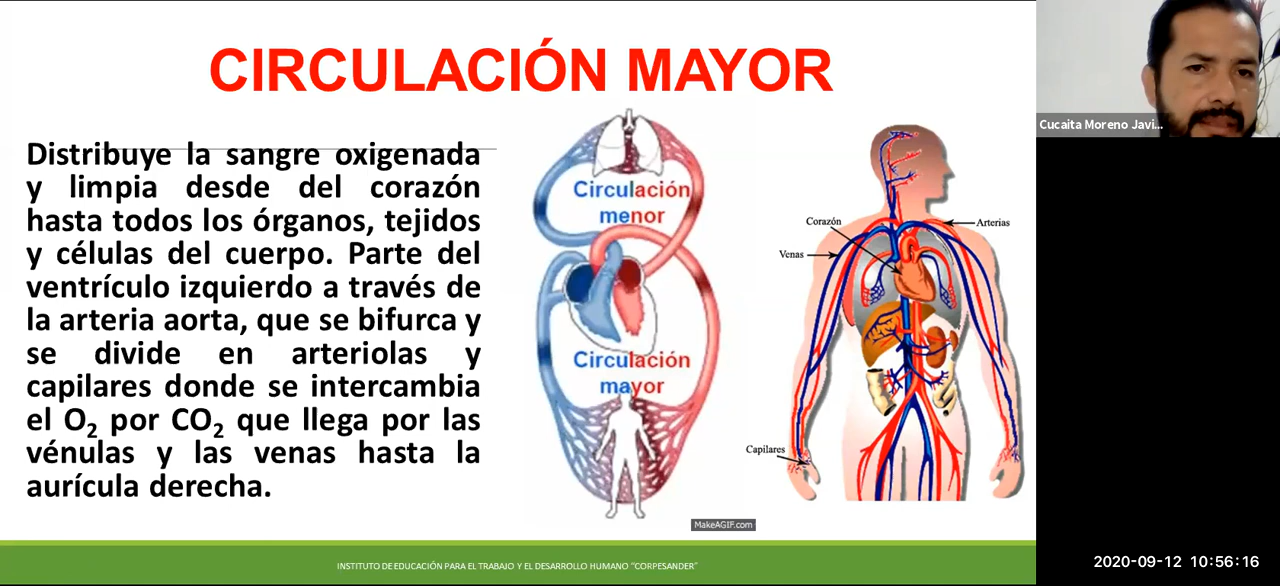 CIRCULACIÓN MAYOR
Distribuye la sangre oxigenada
y limpia desde del corazón
hasta todos los órganos, tejidos
y células del cuerpo. Parte del
ventrículo izquierdo a través de
la arteria aorta, que se bifurca y
se divide en arteriolas y
capilares donde se intercambia
el O₂ por CO₂ que llega por las
vénulas y las venas hasta la
aurícula derecha.
Circulación
menor
Circulación
mayor
MakeAGIF.com
Corazón
Arterias
Venas
Capilares
INSTITUTO DE EDUCACIÓN PARA EL TRABAJO Y EL DESARROLLO HUMANO “CORPESANDER”
Cucaita Moreno Javi...
2020-09-12 10:56:16